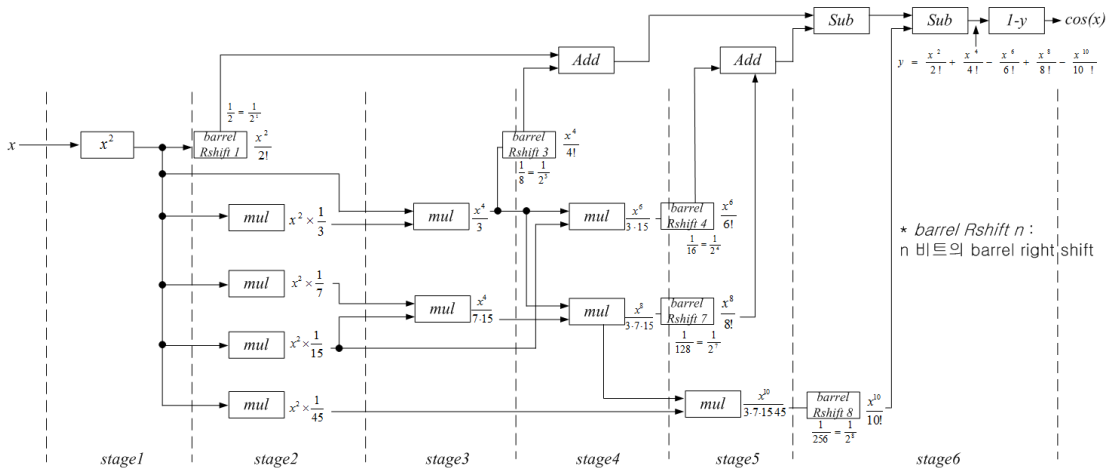 Sub
Sub
1-y
cos(x)
Add
Add
y = x^2/2! + x^4/4! - x^6/6! + x^8/8! - x^10/10!
1/2 = 1/2^1
x
x^2
barrel
Rshift 1
x^2/2!
barrel
Rshift 3
x^4/4!
1/8 = 1/2^3
mul
x^2 × 1/3
mul
x^4/3
mul
x^6/3·15
barrel
Rshift 4
x^6/6!
1/16 = 1/2^4
* barrel Rshift n :
n 비트의 barrel right shift
mul
x^2 × 1/7
mul
x^4/7·15
mul
x^8/3·7·15
barrel
Rshift 7
x^8/8!
1/128 = 1/2^7
mul
x^2 × 1/15
mul
x^2 × 1/45
mul
x^10/3·7·15 45
barrel
Rshift 8
x^10/10!
1/256 = 1/2^8
stage1
stage2
stage3
stage4
stage5
stage6